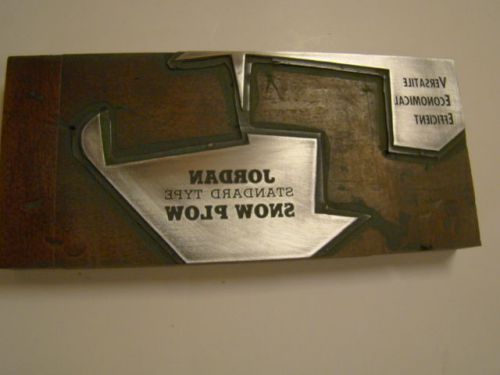 VERSATILE
ECONOMICAL
EFFICIENT
JORDAN
STANDARD TYPE
SNOW PLOW